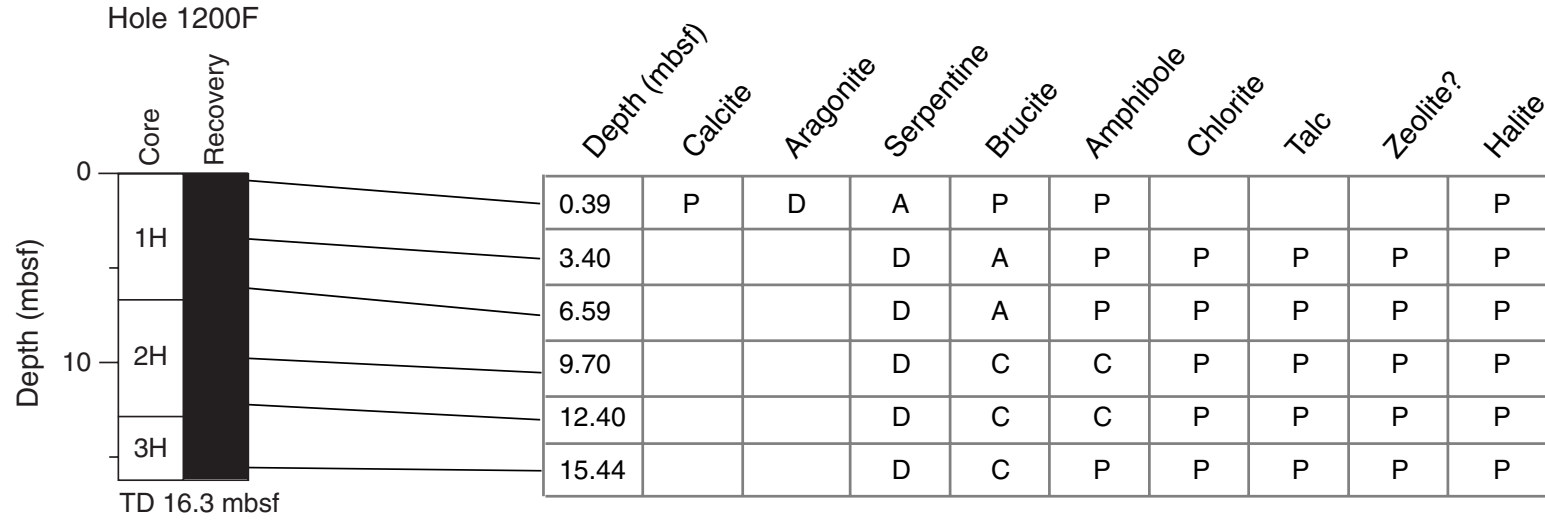 Hole 1200F
Core
Recovery
Depth (mbsf)
0
10
1H
2H
3H
TD 16.3 mbsf
Depth (mbsf) Calcite Aragonite Serpentine Brucite Amphibole Chlorite Talc Zeolite? Halite
0.39 P D A P P P
3.40 D A P P P P P
6.59 D A P P P P P
9.70 D C C P P P P
12.40 D C C P P P P
15.44 D C P P P P P